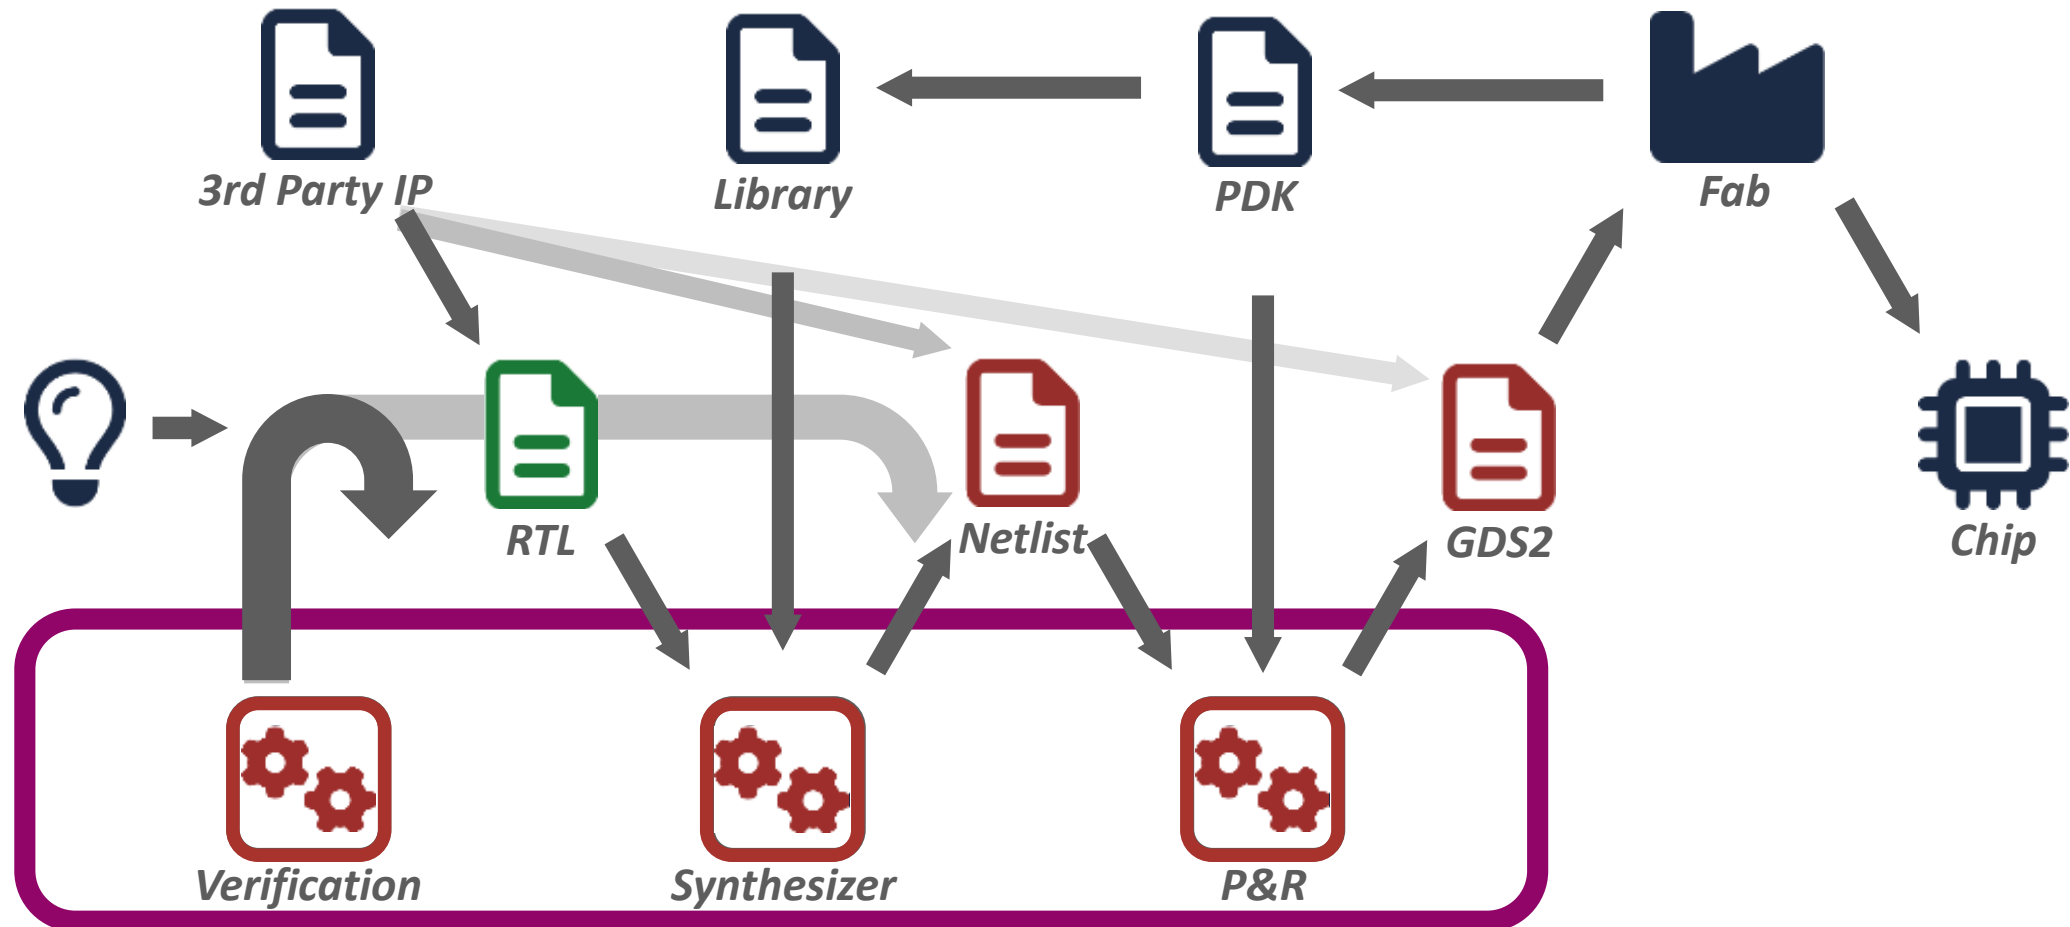 3rd Party IP
Library
PDK
Fab
RTL
Netlist
GDS2
Chip
Verification
Synthesizer
P&R